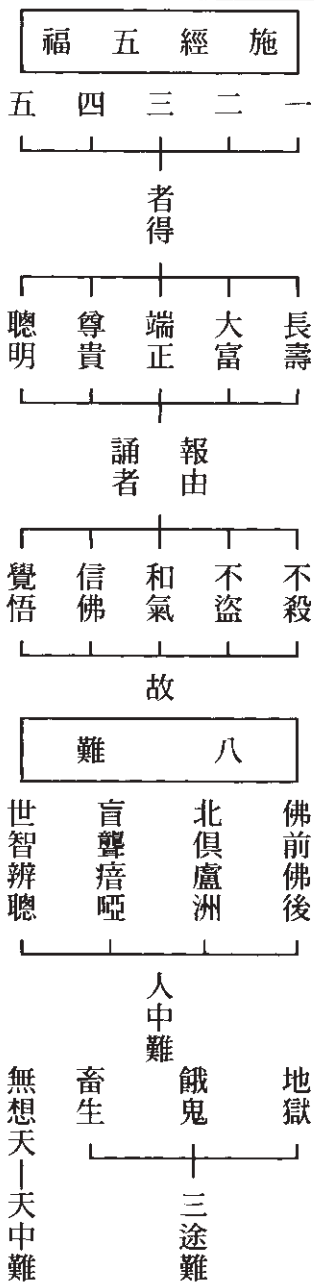 施經五福
一 二 三 四 五
者得
長壽 大富 端正 尊貴 聰明
報由
誦者
不殺 不盜 和氣 信佛 覺悟
故
八難
佛前佛後 北俱盧洲 盲聾瘖啞 世智辨聰
人中難
地獄 餓鬼 畜生
三途難
無想天—天中難